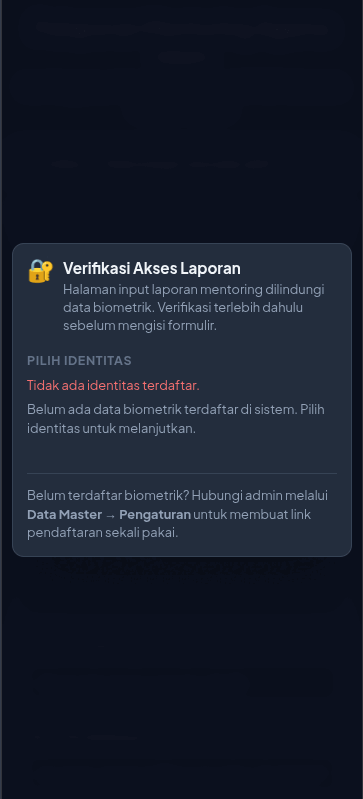 Verifikasi Akses Laporan
Halaman input laporan mentoring dilindungi
data biometrik. Verifikasi terlebih dahulu
sebelum mengisi formulir.
PILIH IDENTITAS
Tidak ada identitas terdaftar.
Belum ada data biometrik terdaftar di sistem. Pilih
identitas untuk melanjutkan.
Belum terdaftar biometrik? Hubungi admin melalui
Data Master → Pengaturan untuk membuat link
pendaftaran sekali pakai.